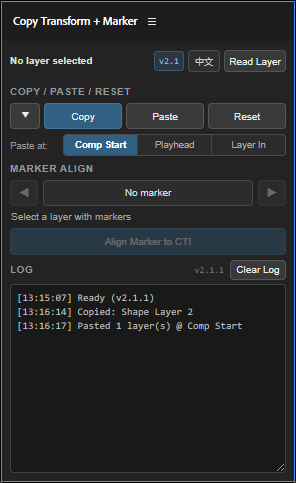 Copy Transform + Marker ☰
No layer selected v2.1 中文 Read Layer
COPY / PASTE / RESET
▼ Copy Paste Reset
Paste at: Comp Start Playhead Layer In
MARKER ALIGN
◀ No marker ▶
Select a layer with markers
Align Marker to CTI
LOG v2.1.1 Clear Log
[13:15:07] Ready (v2.1.1)
[13:16:14] Copied: Shape Layer 2
[13:16:17] Pasted 1 layer(s) @ Comp Start